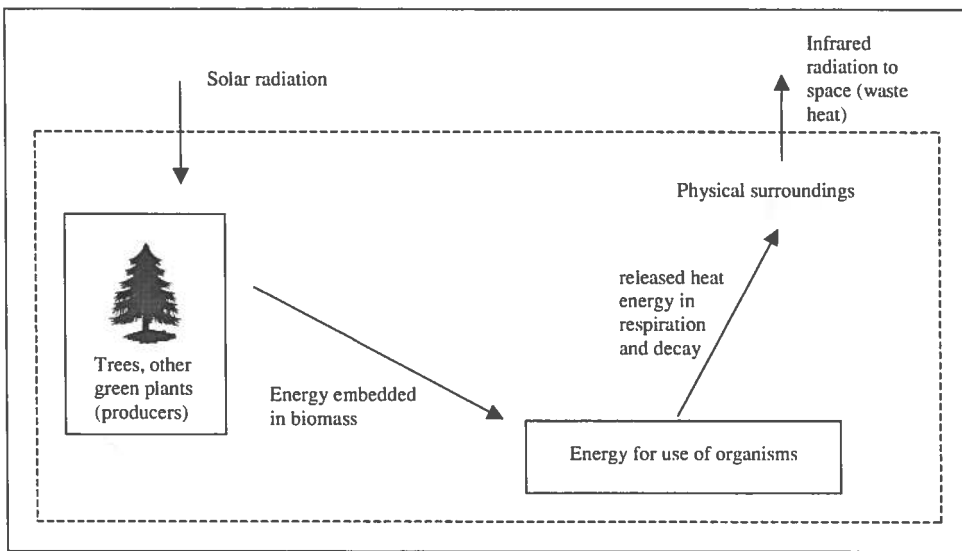 Solar radiation
Infrared
radiation to
space (waste
heat)
Physical surroundings
released heat
energy in
respiration
and decay
Trees, other
green plants
(producers)
Energy embedded
in biomass
Energy for use of organisms